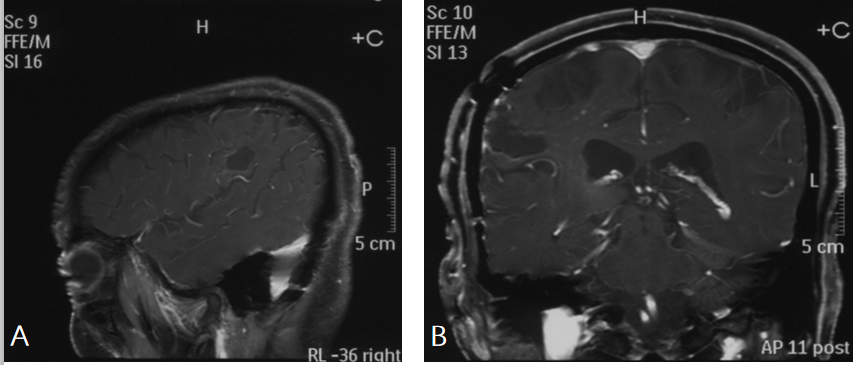 Sc 9
FFE/M
SI 16
H
+C
P
5 cm
A
RL -36 right
Sc 10
FFE/M
SI 13
H
+C
L
5 cm
B
AP 11 post